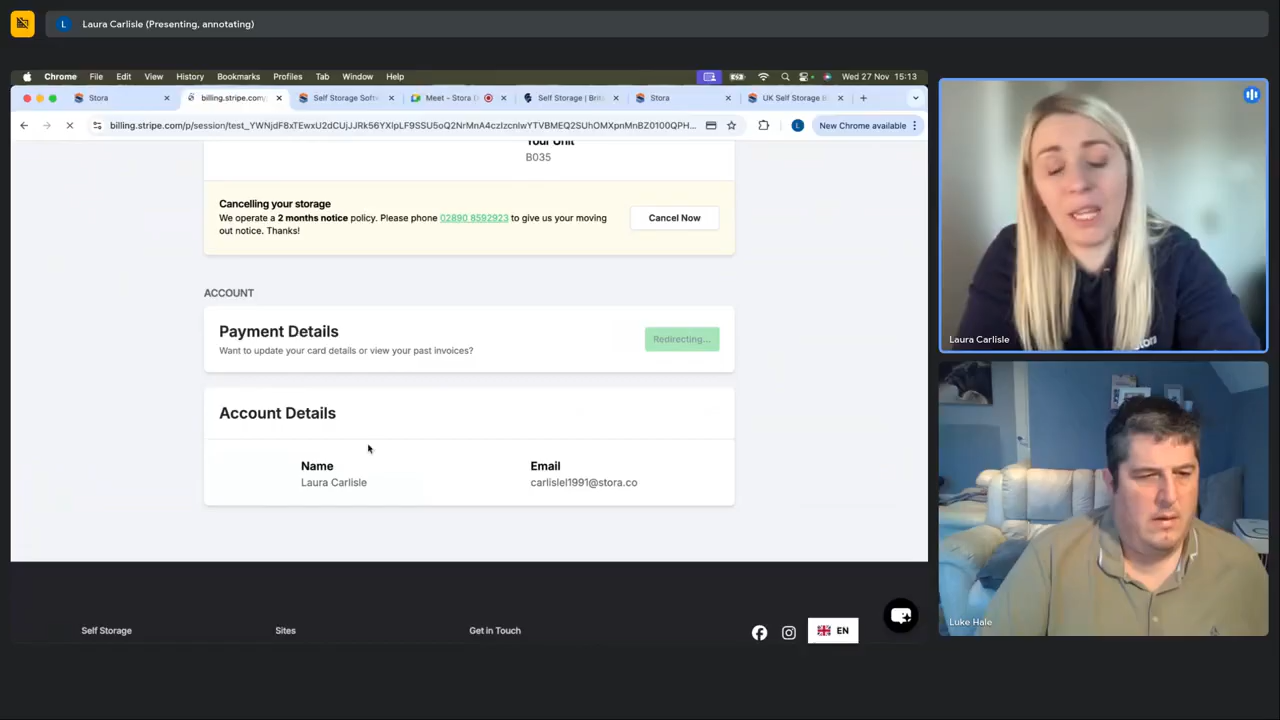 L Laura Carlisle (Presenting, annotating)
Chrome File Edit View History Bookmarks Profiles Tab Window Help Wed 27 Nov 15:13
Stora billing.stripe.com Self Storage Soft Meet – Stora D Self Storage | Brit Stora UK Self Storage B
L New Chrome available
Your Unit
B035
Cancelling your storage
We operate a 2 months notice policy. Please phone 02890 8592923 to give us your moving
out notice. Thanks!
Cancel Now
ACCOUNT
Payment Details
Want to update your card details or view your past invoices?
Redirecting...
Account Details
Name
Laura Carlisle
Email
carlislel1991@stora.co
Self Storage Sites Get in Touch EN
Laura Carlisle
Luke Hale